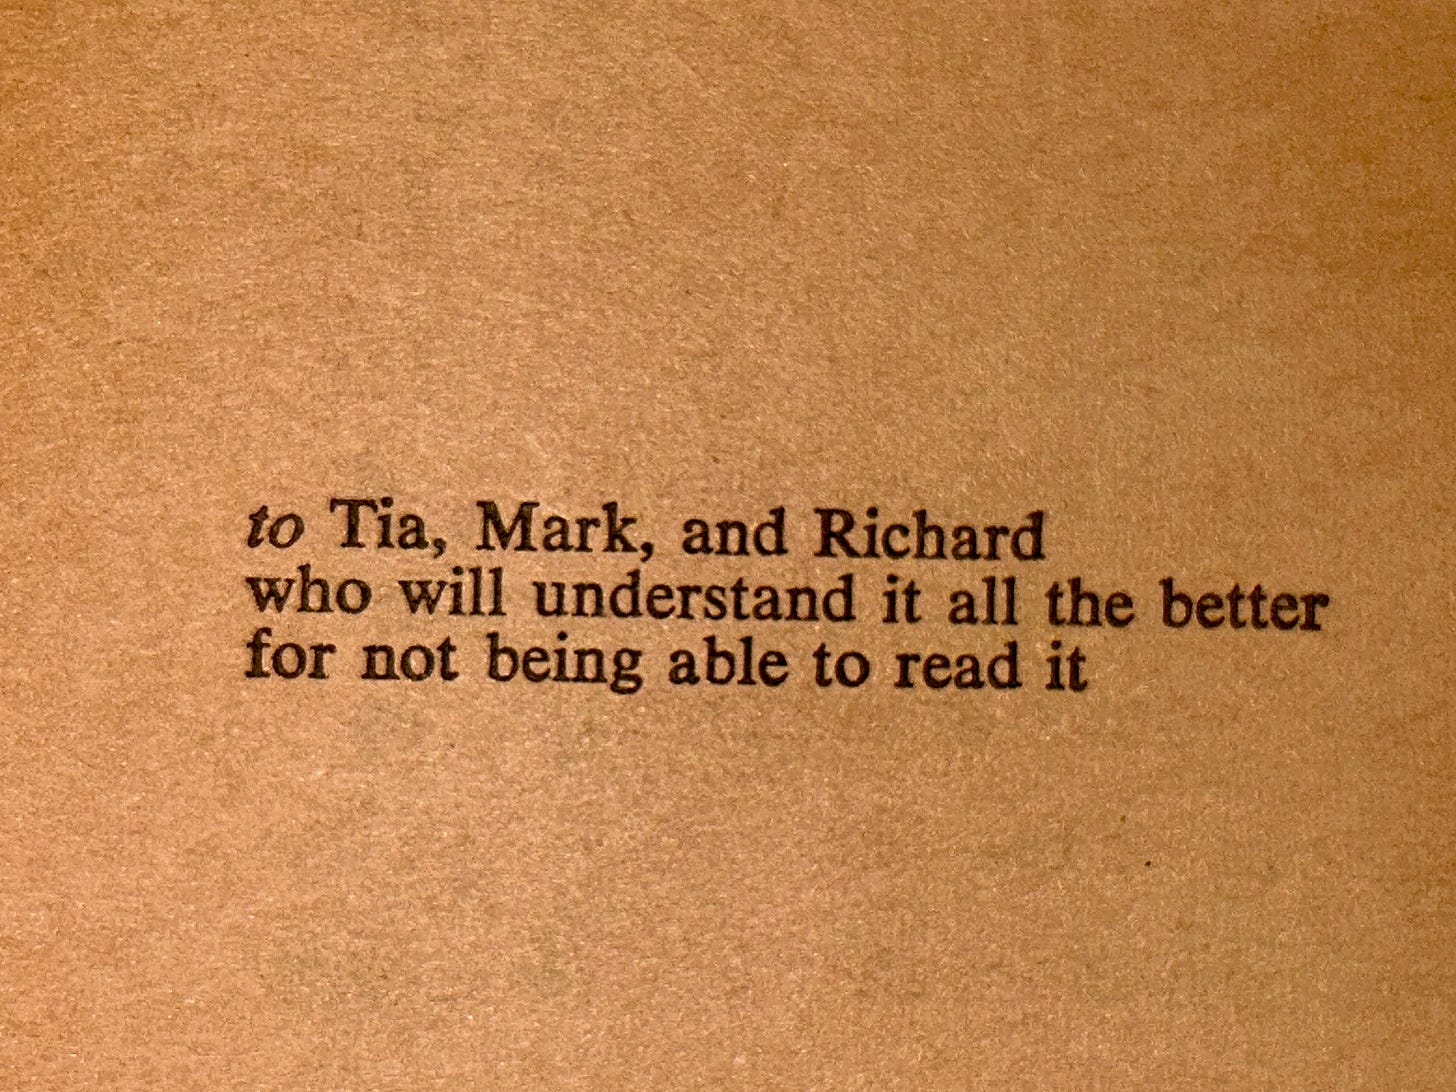 to Tia, Mark, and Richard
who will understand it all the better
for not being able to read it